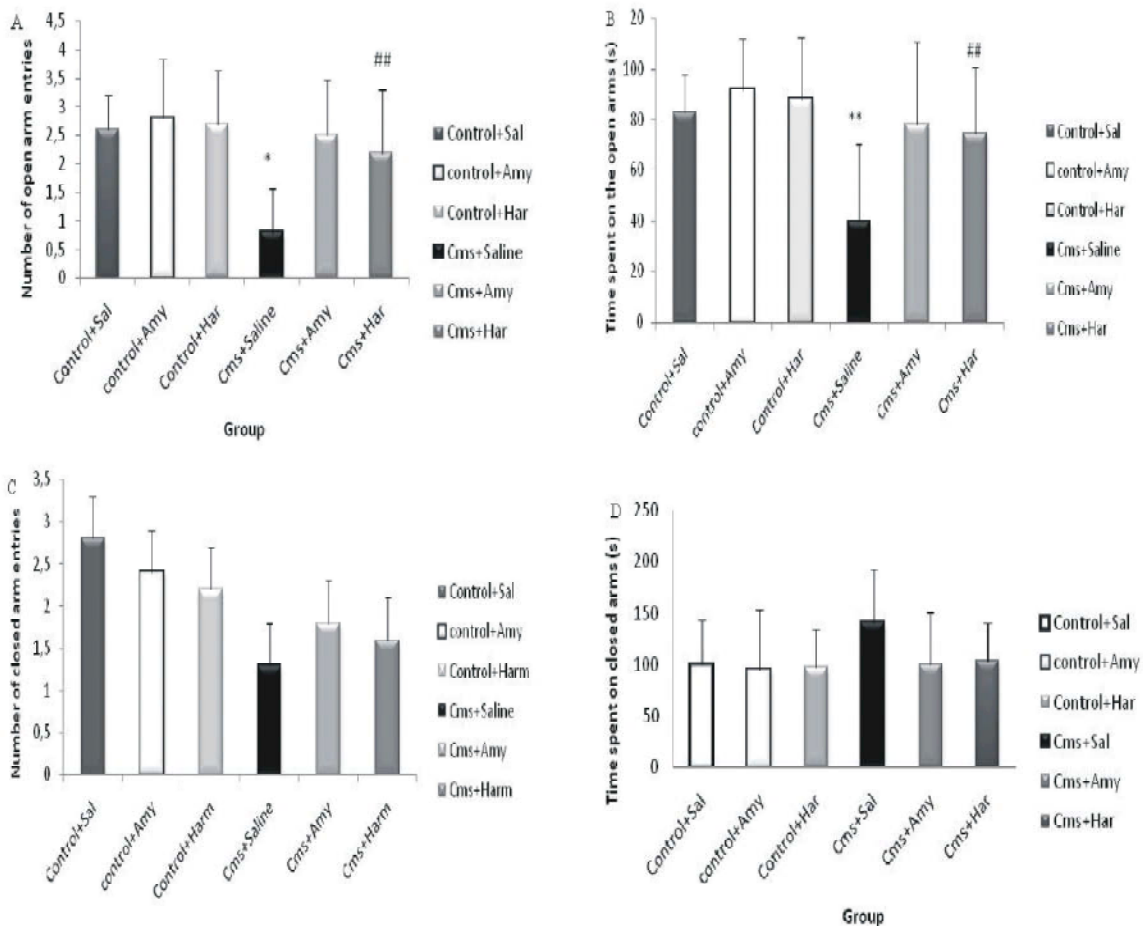 A
Number of open arm entries
4,5
4
3,5
3
2,5
2
1,5
1
0,5
0
*
##
Control+Sal
control+Amy
Control+Har
Cms+Saline
Cms+Amy
Cms+Har
Group
Control+Sal
control+Amy
Control+Har
Cms+Saline
Cms+Amy
Cms+Har
B
Time spent on the open arms (s)
20
100
80
60
40
20
0
**
##
Control+Sal
control+Amy
Control+Har
Cms+Saline
Cms+Amy
Cms+Har
Control+Sal
control+Amy
Control+Har
Cms+Saline
Cms+Amy
Cms+Har
C
Number of closed arm entries
3,5
3
2,5
2
1,5
1
0,5
0
Control+Sal
control+Amy
Control+Harm
Cms+Saline
Cms+Amy
Cms+Harm
Control+Sal
control+Amy
Control+Harm
Cms+Saline
Cms+Amy
Cms+Harm
D
Time spent on closed arms (s)
250
200
150
100
50
0
Control+Sal
control+Amy
Control+Har
Cms+Sal
Cms+Amy
Cms+Har
Group
Control+Sal
control+Amy
Control+Har
Cms+Sal
Cms+Amy
Cms+Har